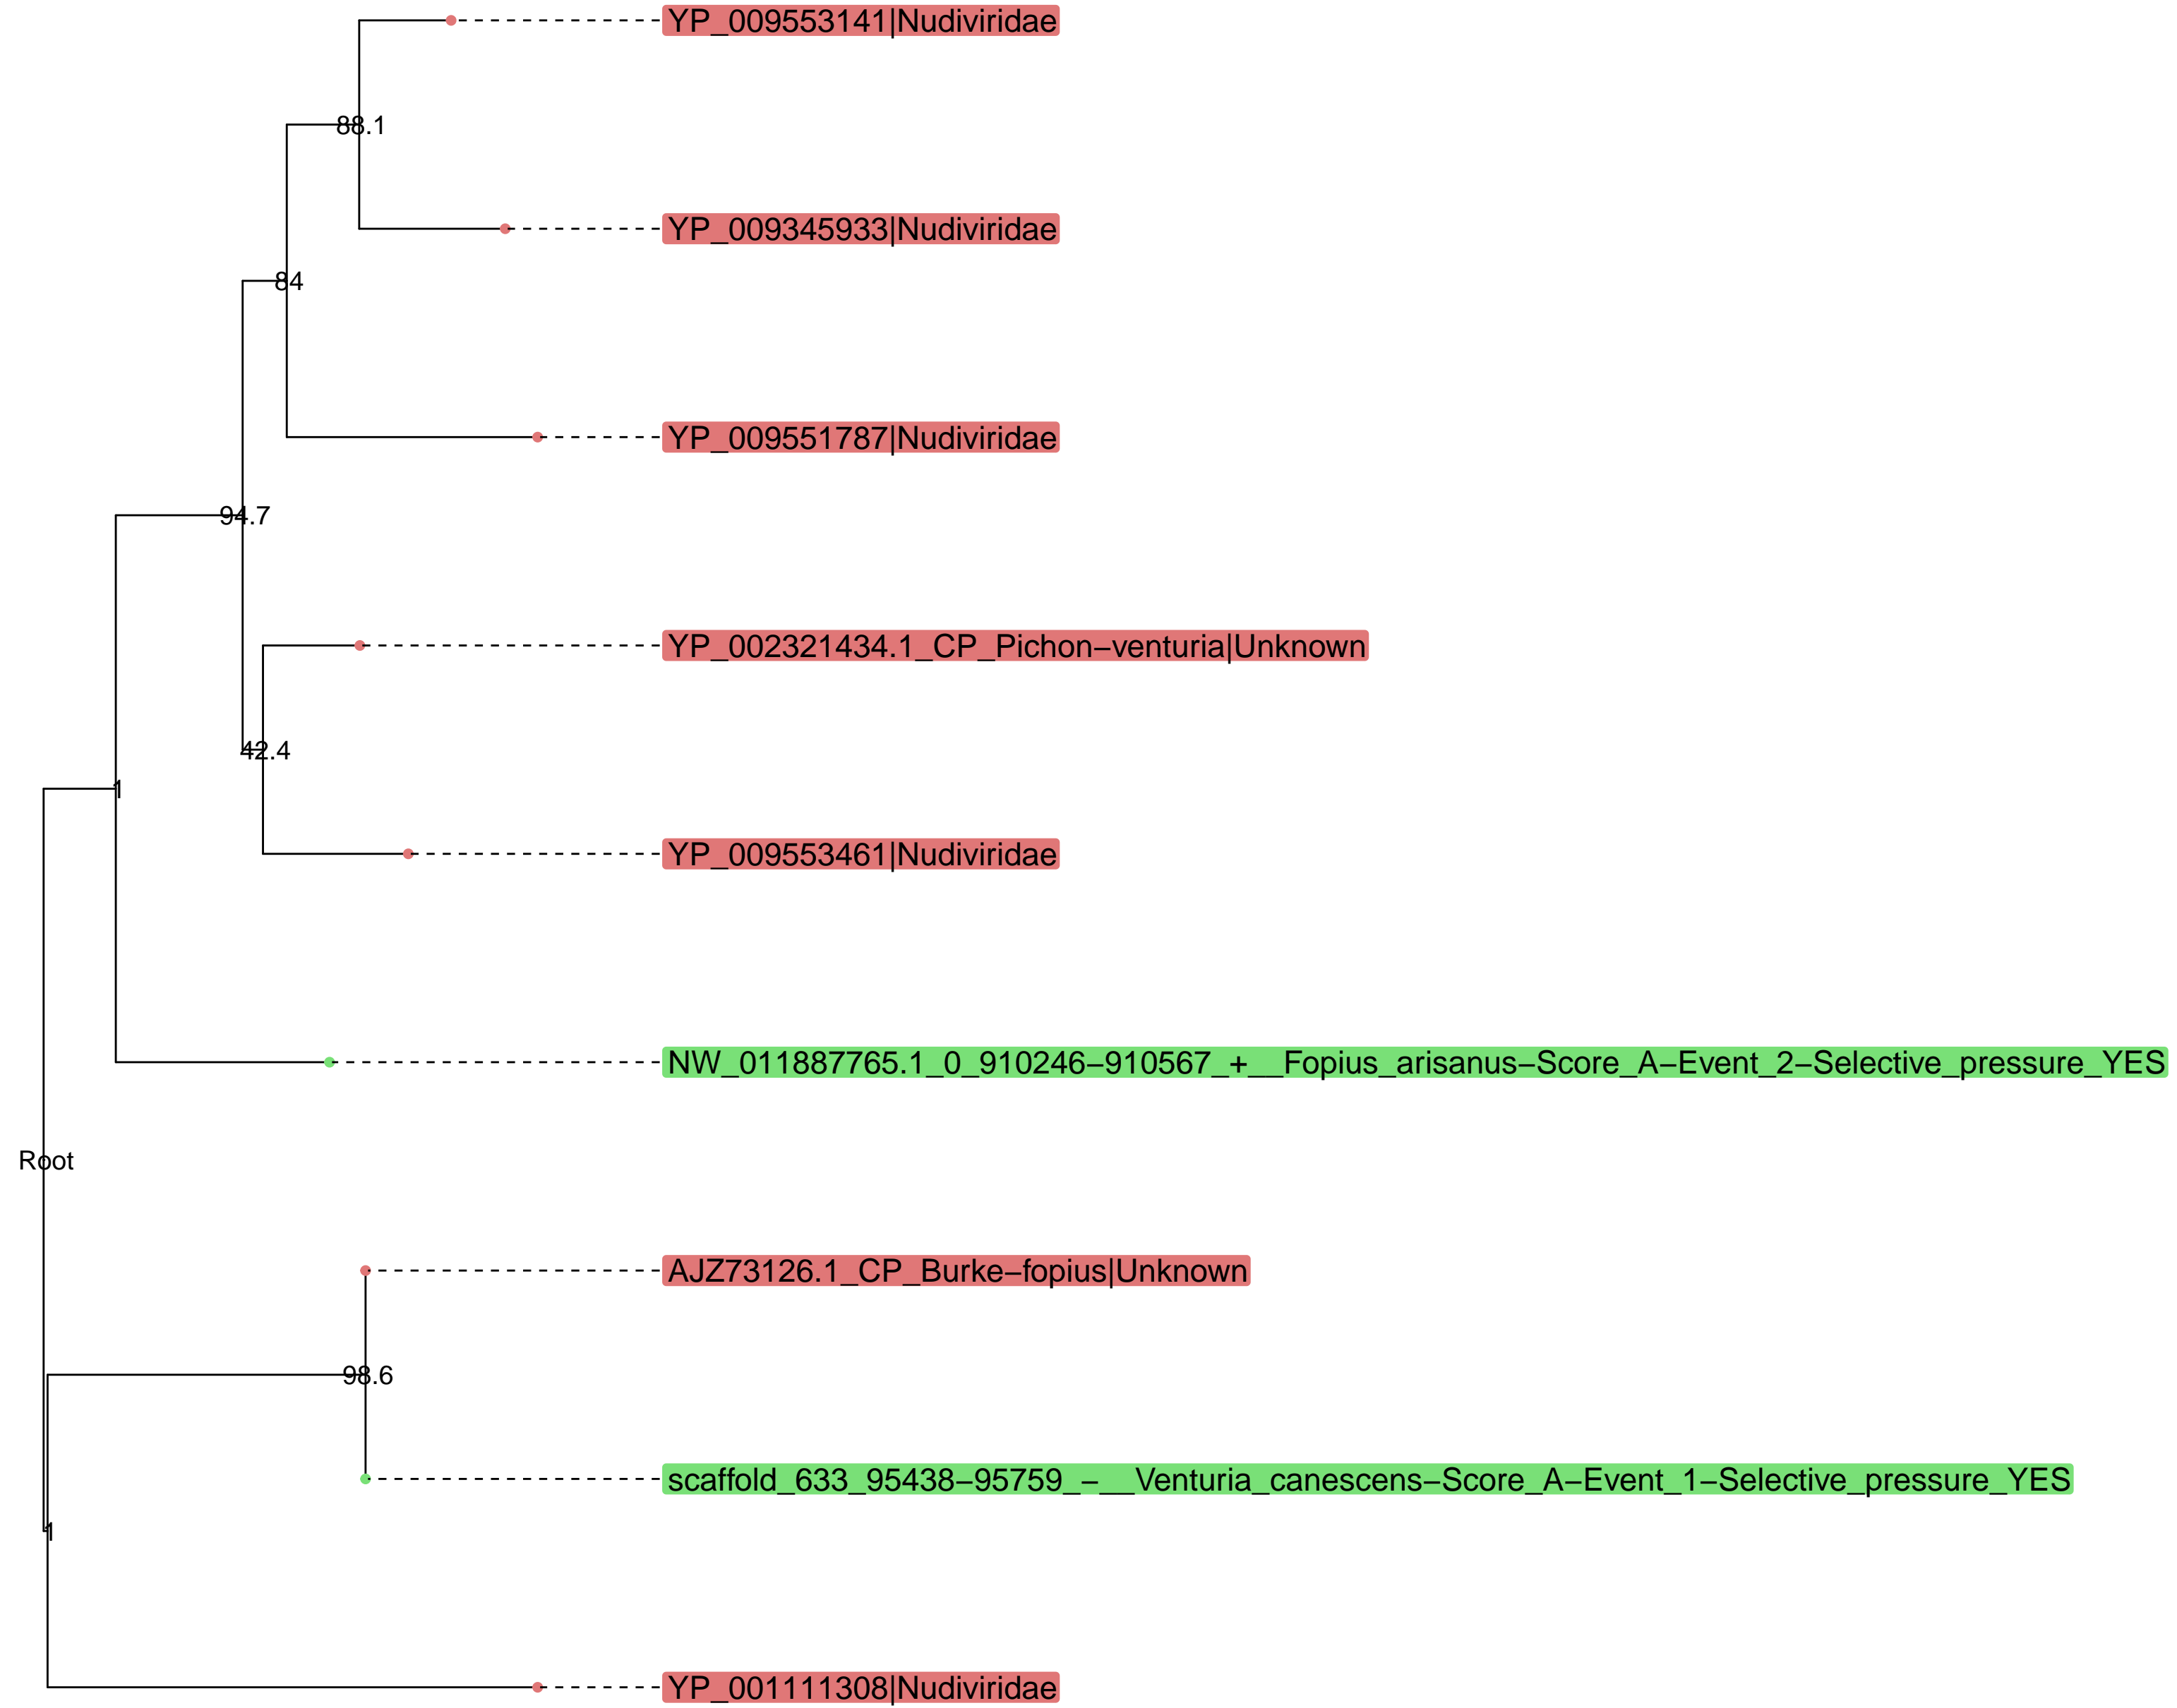 YP_009553141|Nudiviridae
88.1
YP_009345933|Nudiviridae
84
YP_009551787|Nudiviridae
94.7
YP_002321434.1_CP_Pichon−venturia|Unknown
42.4
1
YP_009553461|Nudiviridae
NW_011887765.1_0_910246−910567_+__Fopius_arisanus−Score_A−Event_2−Selective_pressure_YES
Root
AJZ73126.1_CP_Burke−fopius|Unknown
98.6
scaffold_633_95438−95759_−__Venturia_canescens−Score_A−Event_1−Selective_pressure_YES
1
YP_001111308|Nudiviridae